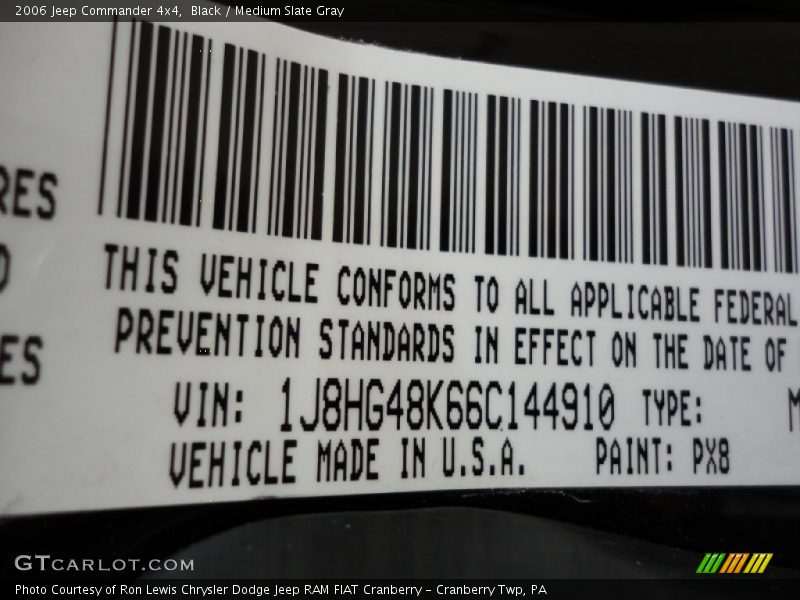 2006 Jeep Commander 4x4, Black / Medium Slate Gray
RES
ES
THIS VEHICLE CONFORMS TO ALL APPLICABLE FEDERAL
PREVENTION STANDARDS IN EFFECT ON THE DATE OF
VIN: 1J8HG48K66C144910 TYPE: M
VEHICLE MADE IN U.S.A. PAINT: PX8
GTCARLOT.COM
Photo Courtesy of Ron Lewis Chrysler Dodge Jeep RAM FIAT Cranberry - Cranberry Twp, PA